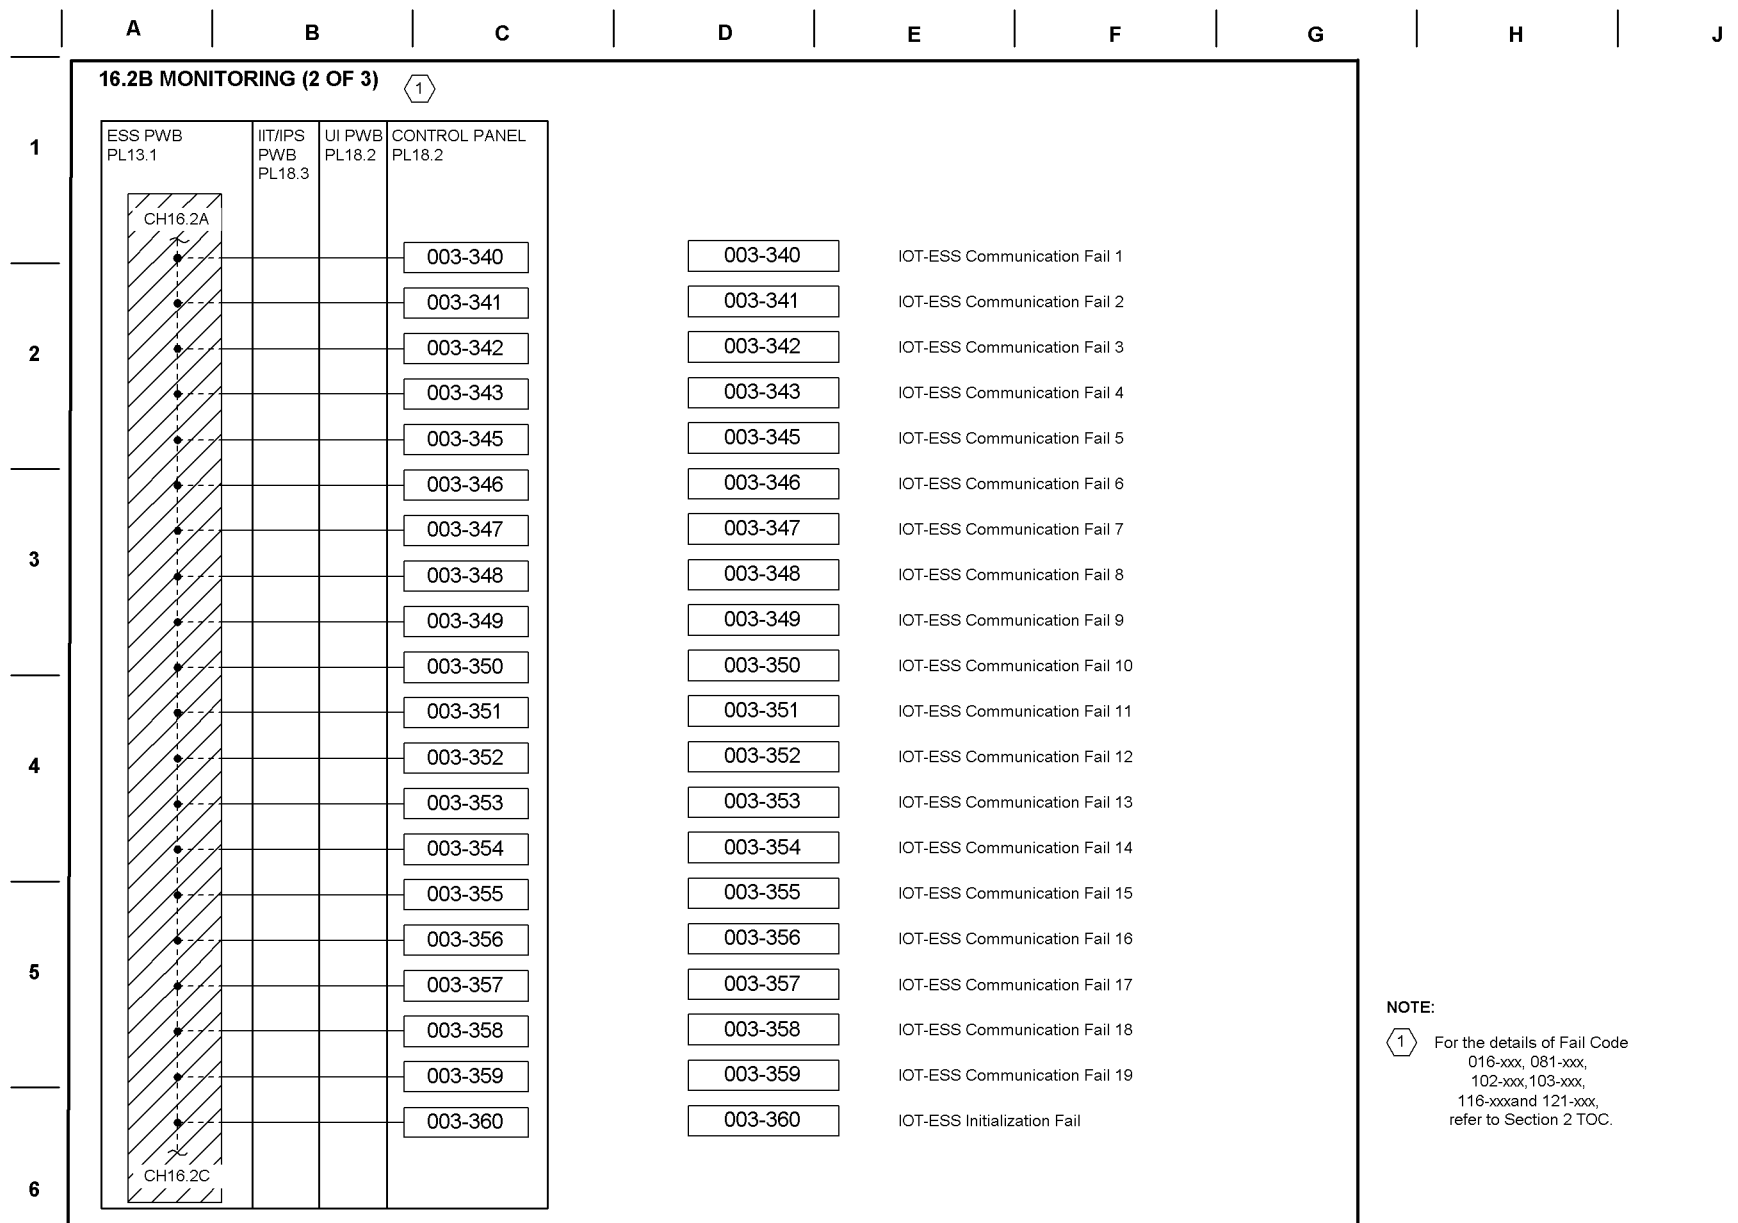 A B C D E F G H J
16.2B MONITORING (2 OF 3) 1
ESS PWB
PL13.1
IIT/IPS
PWB
PL18.3
UI PWB
PL18.2
CONTROL PANEL
PL18.2
CH16.2A
1
2
3
4
5
6
003-340 003-340 IOT-ESS Communication Fail 1
003-341 003-341 IOT-ESS Communication Fail 2
003-342 003-342 IOT-ESS Communication Fail 3
003-343 003-343 IOT-ESS Communication Fail 4
003-345 003-345 IOT-ESS Communication Fail 5
003-346 003-346 IOT-ESS Communication Fail 6
003-347 003-347 IOT-ESS Communication Fail 7
003-348 003-348 IOT-ESS Communication Fail 8
003-349 003-349 IOT-ESS Communication Fail 9
003-350 003-350 IOT-ESS Communication Fail 10
003-351 003-351 IOT-ESS Communication Fail 11
003-352 003-352 IOT-ESS Communication Fail 12
003-353 003-353 IOT-ESS Communication Fail 13
003-354 003-354 IOT-ESS Communication Fail 14
003-355 003-355 IOT-ESS Communication Fail 15
003-356 003-356 IOT-ESS Communication Fail 16
003-357 003-357 IOT-ESS Communication Fail 17
003-358 003-358 IOT-ESS Communication Fail 18
003-359 003-359 IOT-ESS Communication Fail 19
003-360 003-360 IOT-ESS Initialization Fail
CH16.2C
NOTE:
1 For the details of Fail Code
016-xxx, 081-xxx,
102-xxx,103-xxx,
116-xxxand 121-xxx,
refer to Section 2 TOC.